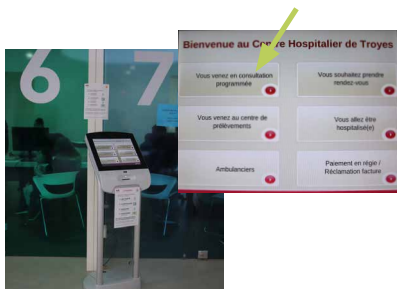 Bienvenue au Centre Hospitalier de Troyes
Vous venez en consultation
programmée
Vous souhaitez prendre
rendez-vous
Vous venez au centre de
prélèvements
Vous allez être
hospitalisé(e)
Ambulanciers
Paiement en régie /
Réclamation facture
6 7